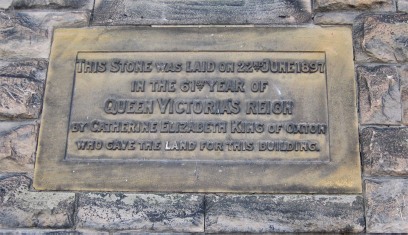 THIS STONE WAS LAID ON 22ND JUNE 1897
IN THE 61ST YEAR OF
QUEEN VICTORIA'S REIGN
BY CATHERINE ELIZABETH KING OF OXTON
WHO GAVE THE LAND FOR THIS BUILDING.